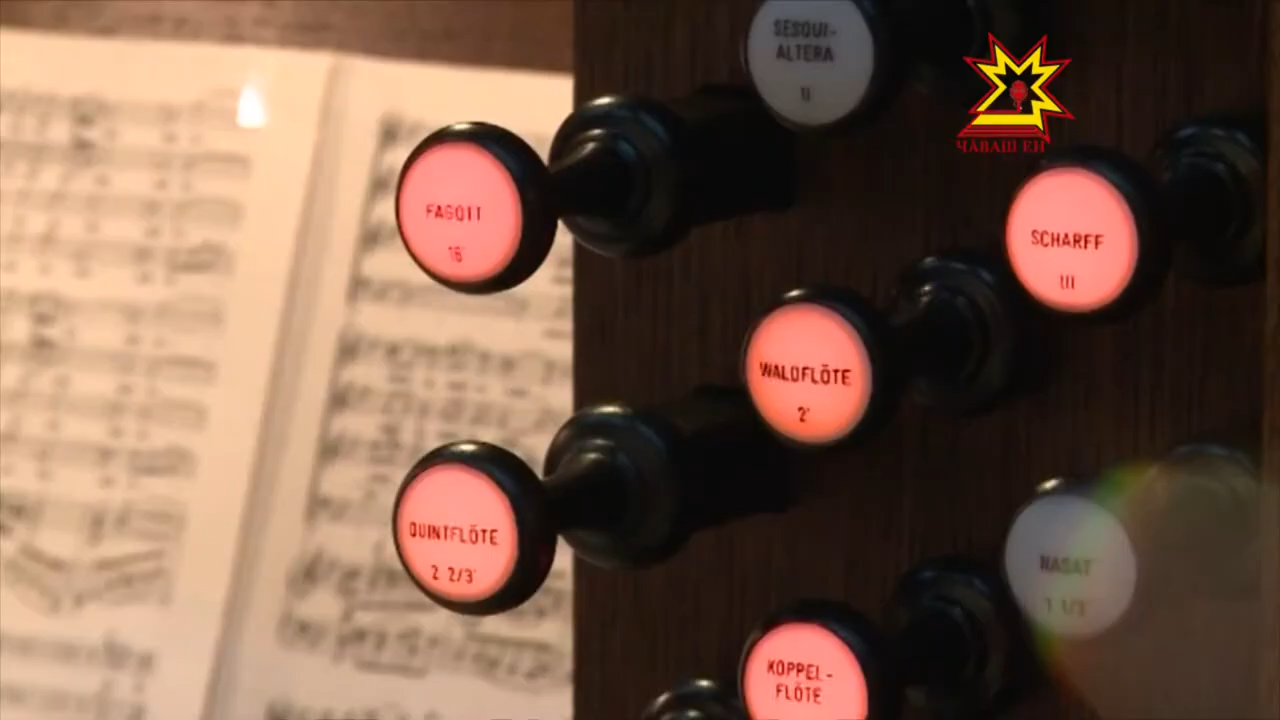 SESQUI-
ALTERA
II
ЧӐВАШ ЕН
FAGOTT
16'
SCHARFF
III
WALDFLÖTE
2'
QUINTFLÖTE
2 2/3'
NASAT
1 1/3'
KOPPEL-
FLÖTE